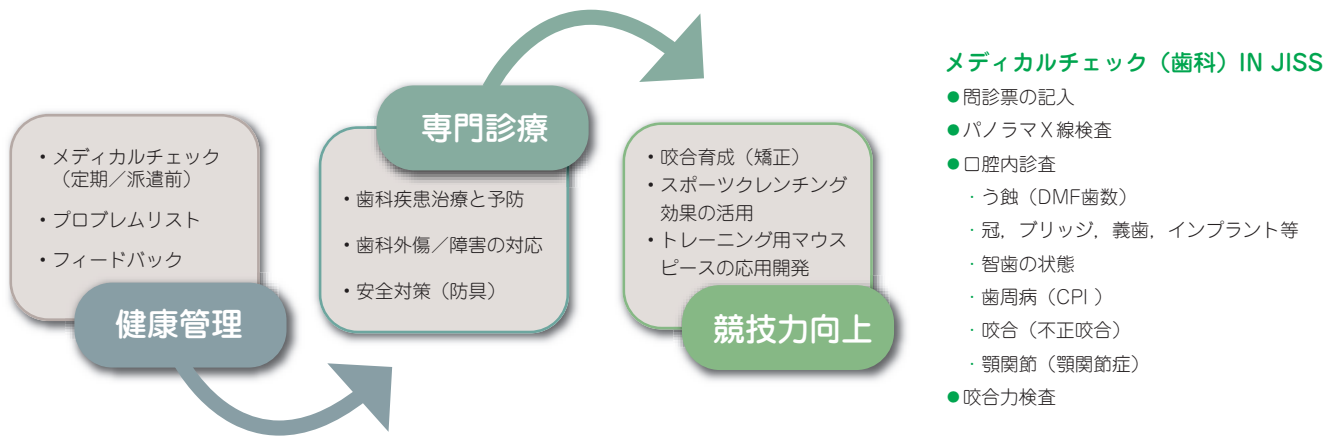 ・メディカルチェック
（定期／派遣前）
・プロブレムリスト
・フィードバック
健康管理
専門診療
・歯科疾患治療と予防
・歯科外傷／障害の対応
・安全対策（防具）
・咬合育成（矯正）
・スポーツクレンチング
効果の活用
・トレーニング用マウス
ピースの応用開発
競技力向上
メディカルチェック（歯科）IN JISS
●問診票の記入
●パノラマX線検査
●口腔内診査
・う蝕（DMF歯数）
・冠，ブリッジ，義歯，インプラント等
・智歯の状態
・歯周病（CPI ）
・咬合（不正咬合）
・顎関節（顎関節症）
●咬合力検査